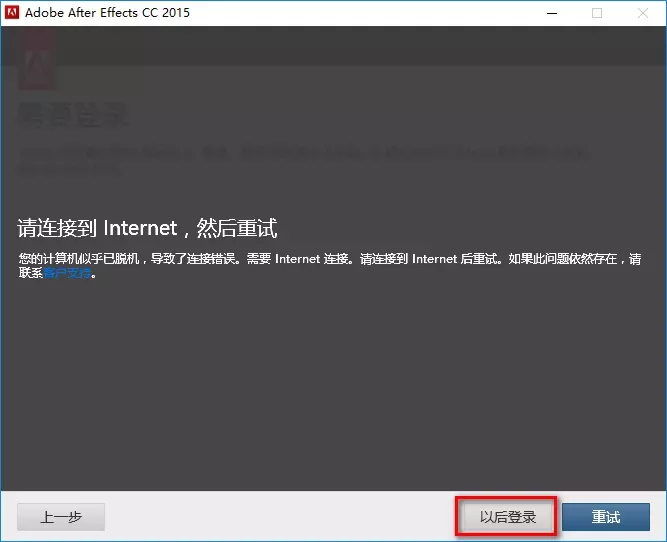 Adobe After Effects CC 2015
需要登录
请连接到 Internet，然后重试
您的计算机似乎已脱机，导致了连接错误。需要 Internet 连接。请连接到 Internet 后重试。如果此问题依然存在，请
联系客户支持。
上一步
以后登录
重试